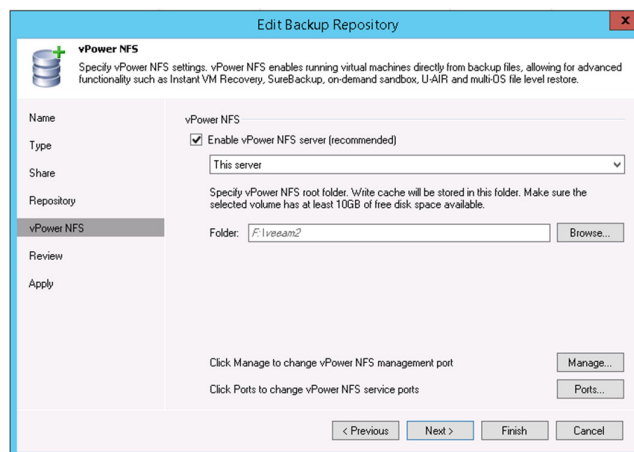 Edit Backup Repository
x
vPower NFS
Specify vPower NFS settings. vPower NFS enables running virtual machines directly from backup files, allowing for advanced
functionality such as Instant VM Recovery, SureBackup, on-demand sandbox, U-AIR and multi-OS file level restore.
Name
Type
Share
Repository
vPower NFS
Review
Apply
vPower NFS
Enable vPower NFS server (recommended)
This server
Specify vPower NFS root folder. Write cache will be stored in this folder. Make sure the
selected volume has at least 10GB of free disk space available.
Folder: F:\veeam2 Browse...
Click Manage to change vPower NFS management port Manage...
Click Ports to change vPower NFS service ports Ports...
< Previous Next > Finish Cancel